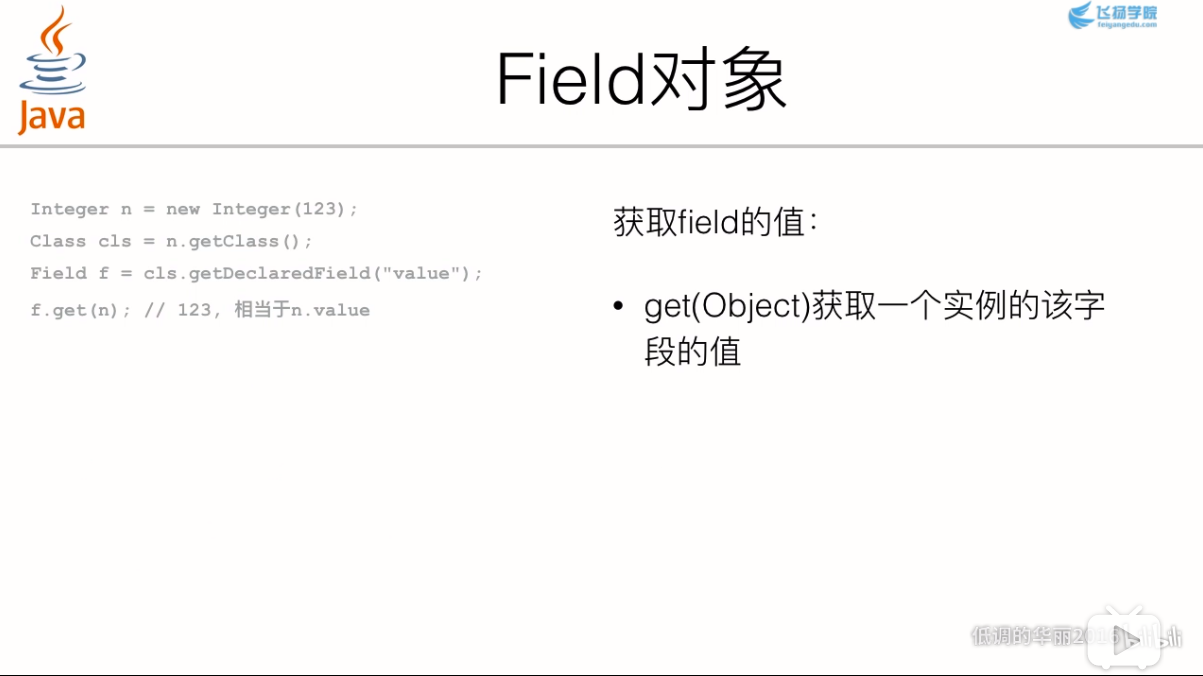 Java
飞扬学院
feiyangedu.com
Field对象
Integer n = new Integer(123);
Class cls = n.getClass();
Field f = cls.getDeclaredField("value");
f.get(n); // 123, 相当于n.value
获取field的值：
• get(Object)获取一个实例的该字
段的值
低调的华丽2016